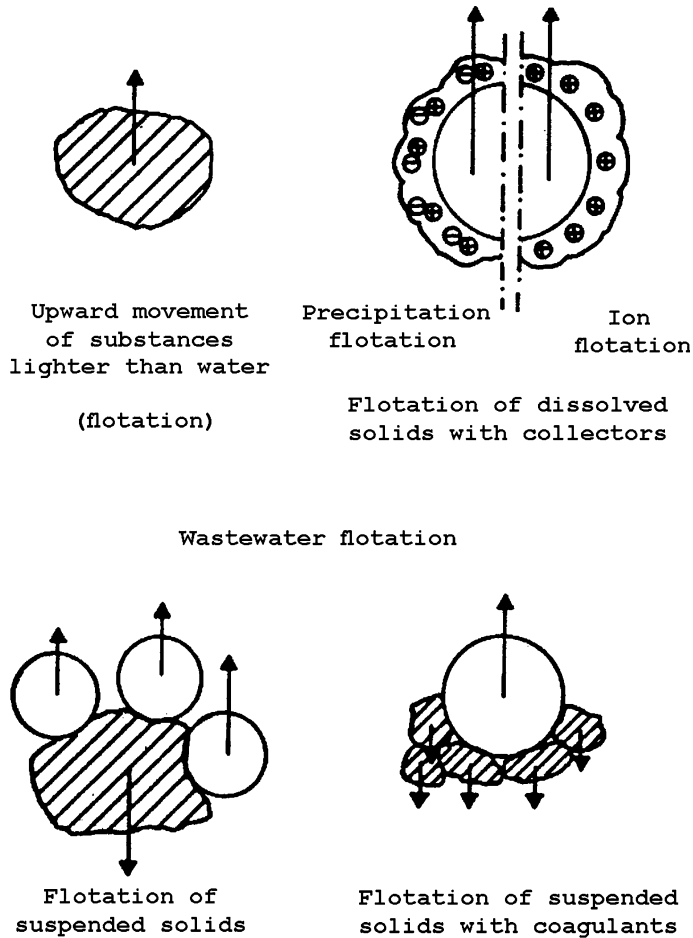 Upward movement
of substances
lighter than water
(flotation)
Precipitation
flotation
Ion
flotation
Flotation of dissolved
solids with collectors
Wastewater flotation
Flotation of
suspended solids
Flotation of suspended
solids with coagulants